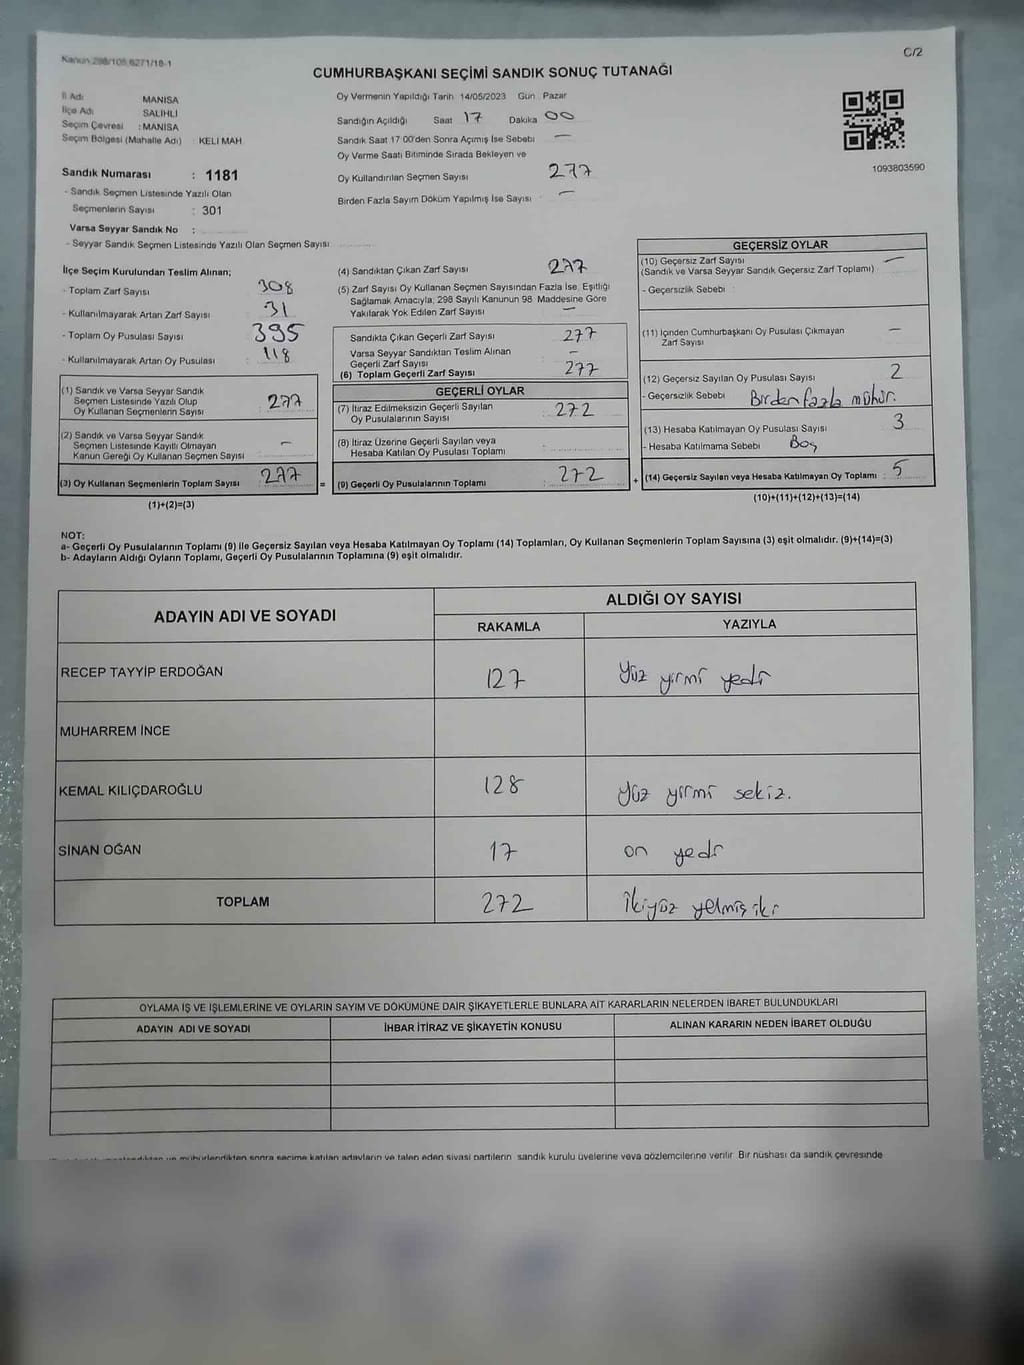 Kanun 298/105,6271/18-1
C/2
CUMHURBAŞKANI SEÇİMİ SANDIK SONUÇ TUTANAĞI
İl Adı MANİSA
İlçe Adı SALİHLİ
Seçim Çevresi : MANİSA
Seçim Bölgesi (Mahalle Adı) KELİ MAH.
Sandık Numarası : 1181
- Sandık Seçmen Listesinde Yazılı Olan
Seçmenlerin Sayısı : 301
Varsa Seyyar Sandık No :
- Seyyar Sandık Seçmen Listesinde Yazılı Olan Seçmen Sayısı
Oy Vermenin Yapıldığı Tarih 14/05/2023 Gün Pazar
Sandığın Açıldığı Saat 17 Dakika 00
Sandık Saat 17 00'den Sonra Açımış İse Sebebi —
Oy Verme Saati Bitiminde Sırada Bekleyen ve
Oy Kullandırılan Seçmen Sayısı 277
Birden Fazla Sayım Döküm Yapılmış İse Sayısı : —
1093803590
İlçe Seçim Kurulundan Teslim Alınan;
- Toplam Zarf Sayısı : 308
- Kullanılmayarak Artan Zarf Sayısı : 31
- Toplam Oy Pusulası Sayısı : 395
- Kullanılmayarak Artan Oy Pusulası : 118
(1) Sandık ve Varsa Seyyar Sandık
Seçmen Listesinde Yazılı Olup
Oy Kullanan Seçmenlerin Sayısı : 277
(2) Sandık ve Varsa Seyyar Sandık
Seçmen Listesinde Kayıtlı Olmayan
Kanun Gereği Oy Kullanan Seçmen Sayısı —
(3) Oy Kullanan Seçmenlerin Toplam Sayısı : 277
(1)+(2)=(3)
=
(4) Sandıktan Çıkan Zarf Sayısı 277
(5) Zarf Sayısı Oy Kullanan Seçmen Sayısından Fazla İse, Eşitliği
Sağlamak Amacıyla, 298 Sayılı Kanunun 98. Maddesine Göre
Yakılarak Yok Edilen Zarf Sayısı —
Sandıkta Çıkan Geçerli Zarf Sayısı 277
Varsa Seyyar Sandıktan Teslim Alınan
Geçerli Zarf Sayısı —
(6) Toplam Geçerli Zarf Sayısı 277
GEÇERLİ OYLAR
(7) İtiraz Edilmeksizin Geçerli Sayılan
Oy Pusulalarının Sayısı : 272
(8) İtiraz Üzerine Geçerli Sayılan veya
Hesaba Katılan Oy Pusulası Toplamı
(9) Geçerli Oy Pusulalarının Toplamı 272
+
GEÇERSİZ OYLAR
(10) Geçersiz Zarf Sayısı —
(Sandık ve Varsa Seyyar Sandık Geçersiz Zarf Toplamı)
- Geçersizlik Sebebi :
(11) İçinden Cumhurbaşkanı Oy Pusulası Çıkmayan
Zarf Sayısı —
(12) Geçersiz Sayılan Oy Pusulası Sayısı 2
- Geçersizlik Sebebi Birden fazla mühür.
(13) Hesaba Katılmayan Oy Pusulası Sayısı : 3
- Hesaba Katılmama Sebebi : Boş
(14) Geçersiz Sayılan veya Hesaba Katılmayan Oy Toplamı : 5
(10)+(11)+(12)+(13)=(14)
NOT:
a- Geçerli Oy Pusulalarının Toplamı (9) ile Geçersiz Sayılan veya Hesaba Katılmayan Oy Toplamı (14) Toplamları, Oy Kullanan Seçmenlerin Toplam Sayısına (3) eşit olmalıdır. (9)+(14)=(3)
b- Adayların Aldığı Oyların Toplamı, Geçerli Oy Pusulalarının Toplamına (9) eşit olmalıdır.
ADAYIN ADI VE SOYADI
ALDIĞI OY SAYISI
RAKAMLA YAZIYLA
RECEP TAYYİP ERDOĞAN 127 yüz yirmi yedi
MUHARREM İNCE
KEMAL KILIÇDAROĞLU 128 yüz yirmi sekiz.
SİNAN OĞAN 17 on yedi
TOPLAM 272 ikiyüz yetmiş iki
OYLAMA İŞ VE İŞLEMLERİNE VE OYLARIN SAYIM VE DÖKÜMÜNE DAİR ŞİKAYETLERLE BUNLARA AİT KARARLARIN NELERDEN İBARET BULUNDUKLARI
ADAYIN ADI VE SOYADI İHBAR İTİRAZ VE ŞİKAYETİN KONUSU ALINAN KARARIN NEDEN İBARET OLDUĞU
sonra seçime katılan adayların ve talep eden siyasi partilerin, sandık kurulu üyelerine veya gözlemcilerine verilir. Bir nüshası da sandık çevresinde